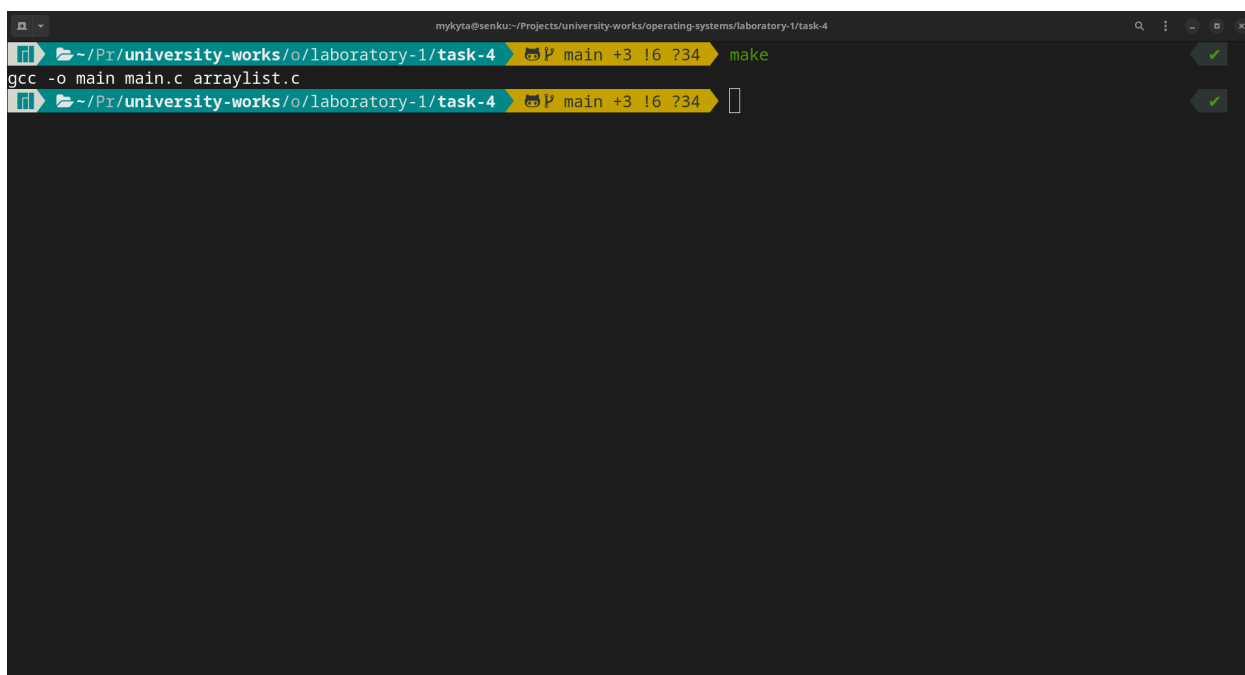 mykyta@senku:~/Projects/university-works/operating-systems/laboratory-1/task-4
~/Pr/university-works/o/laboratory-1/task-4 main +3 !6 ?34 make
gcc -o main main.c arraylist.c
~/Pr/university-works/o/laboratory-1/task-4 main +3 !6 ?34